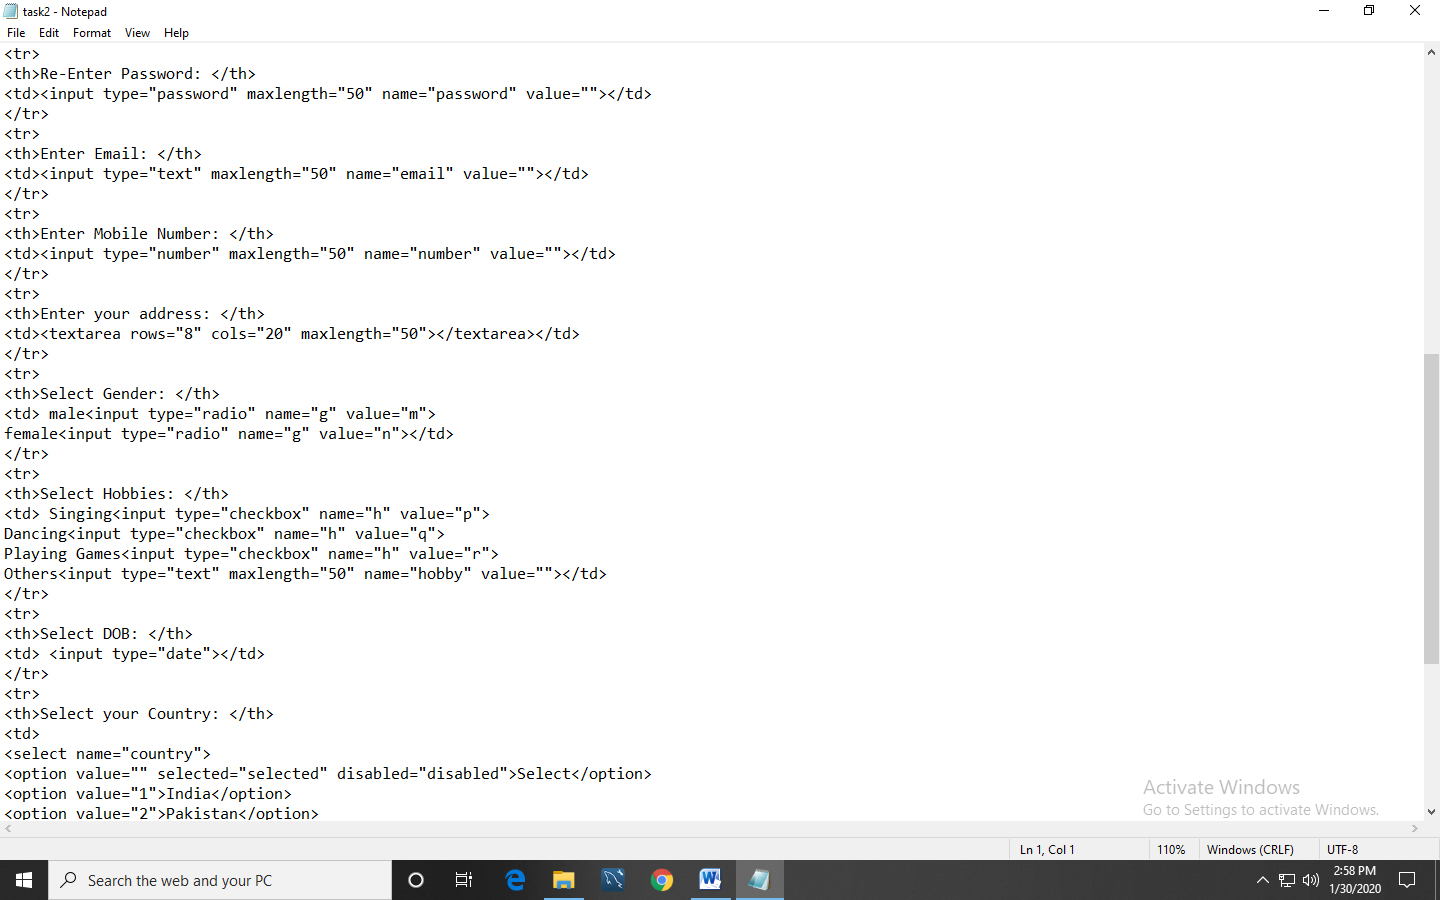 task2 - Notepad
File Edit Format View Help
<tr>
<th>Re-Enter Password: </th>
<td><input type="password" maxlength="50" name="password" value=""></td>
</tr>
<tr>
<th>Enter Email: </th>
<td><input type="text" maxlength="50" name="email" value=""></td>
</tr>
<tr>
<th>Enter Mobile Number: </th>
<td><input type="number" maxlength="50" name="number" value=""></td>
</tr>
<tr>
<th>Enter your address: </th>
<td><textarea rows="8" cols="20" maxlength="50"></textarea></td>
</tr>
<tr>
<th>Select Gender: </th>
<td> male<input type="radio" name="g" value="m">
female<input type="radio" name="g" value="n"></td>
</tr>
<tr>
<th>Select Hobbies: </th>
<td> Singing<input type="checkbox" name="h" value="p">
Dancing<input type="checkbox" name="h" value="q">
Playing Games<input type="checkbox" name="h" value="r">
Others<input type="text" maxlength="50" name="hobby" value=""></td>
</tr>
<tr>
<th>Select DOB: </th>
<td> <input type="date"></td>
</tr>
<tr>
<th>Select your Country: </th>
<td>
<select name="country">
<option value="" selected="selected" disabled="disabled">Select</option>
<option value="1">India</option>
<option value="2">Pakistan</option>
Activate Windows
Go to Settings to activate Windows.
Ln 1, Col 1 110% Windows (CRLF) UTF-8
Search the web and your PC
2:58 PM
1/30/2020